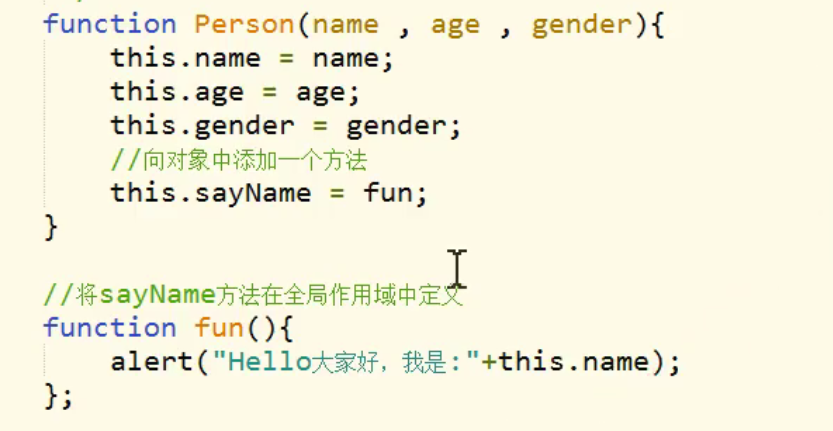 function Person(name , age , gender){
this.name = name;
this.age = age;
this.gender = gender;
//向对象中添加一个方法
this.sayName = fun;
}
//将sayName方法在全局作用域中定义
function fun(){
alert("Hello大家好，我是:"+this.name);
};